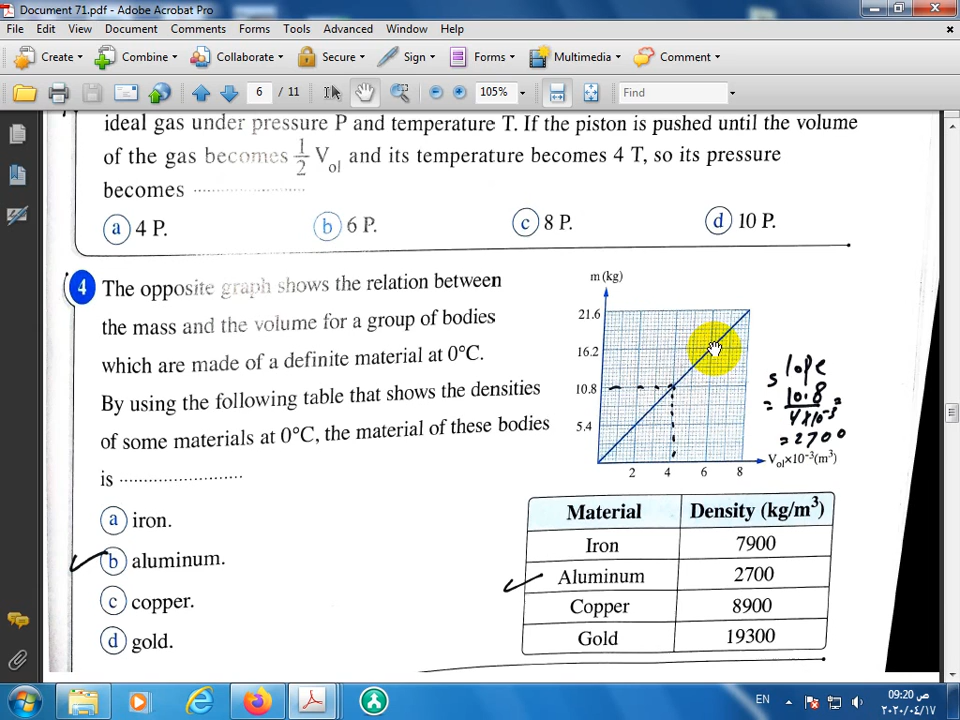 Document 71.pdf - Adobe Acrobat Pro
File Edit View Document Comments Forms Tools Advanced Window Help
Create Combine Collaborate Secure Sign Forms Multimedia Comment
6 / 11 105% Find
ideal gas under pressure P and temperature T. If the piston is pushed until the volume
of the gas becomes 1/2 Vol and its temperature becomes 4 T, so its pressure
becomes ......................
a 4 P. b 6 P. c 8 P. d 10 P.
4 The opposite graph shows the relation between
the mass and the volume for a group of bodies
which are made of a definite material at 0°C.
By using the following table that shows the densities
of some materials at 0°C, the material of these bodies
is .........................
a iron.
b aluminum.
c copper.
d gold.
m (kg)
21.6
16.2
10.8
5.4
2 4 6 8
Vol×10⁻³(m³)
slope
= 10.8 / 4×10⁻³ =
= 2700
Material Density (kg/m³)
Iron 7900
Aluminum 2700
Copper 8900
Gold 19300
EN
09:20 ص
٢٠٢٠/٠٤/١٧